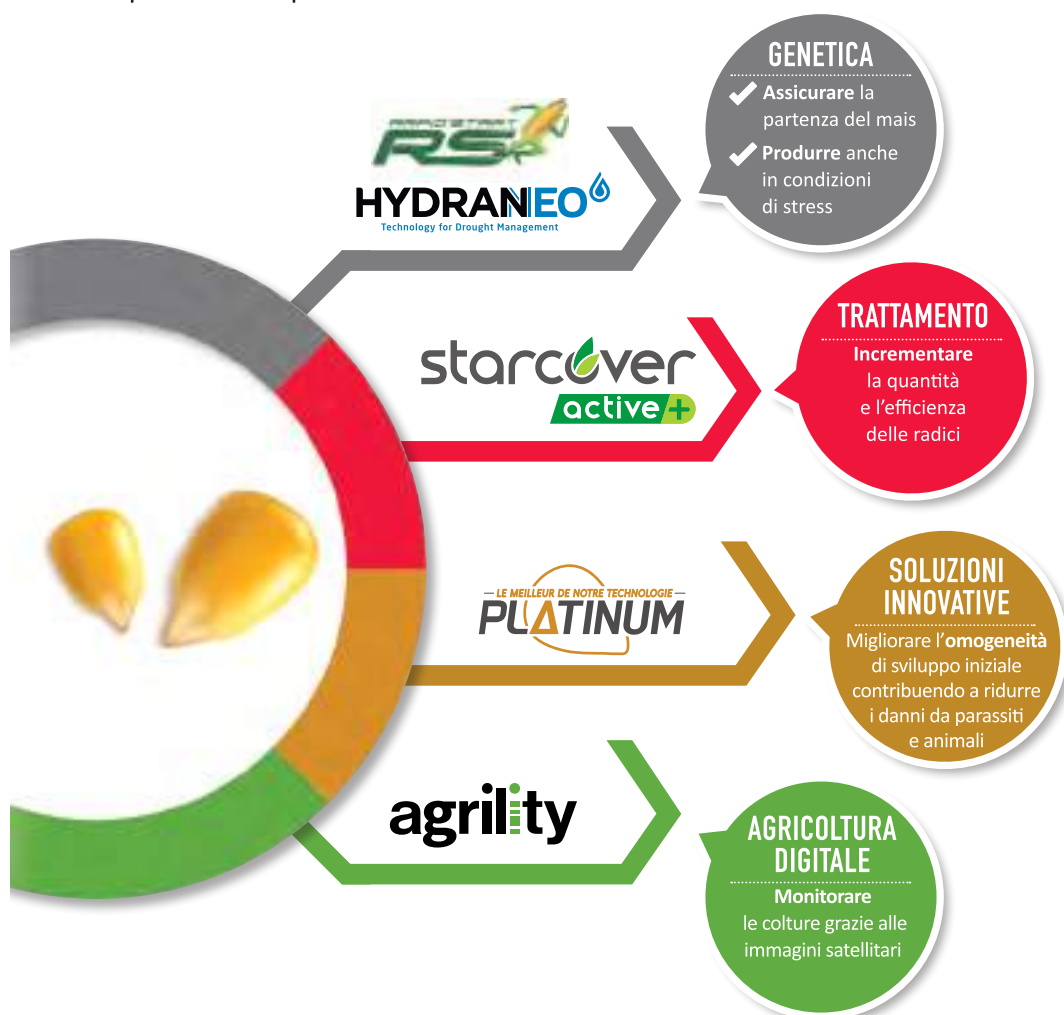 RAPID START
RS
HYDRANEO
Technology for Drought Management
GENETICA
Assicurare la
partenza del mais
Produrre anche
in condizioni
di stress
starcover
active+
TRATTAMENTO
Incrementare
la quantità
e l'efficienza
delle radici
LE MEILLEUR DE NOTRE TECHNOLOGIE
PLATINUM
SOLUZIONI
INNOVATIVE
Migliorare l'omogeneità
di sviluppo iniziale
contribuendo a ridurre
i danni da parassiti
e animali
agrility
AGRICOLTURA
DIGITALE
Monitorare
le colture grazie alle
immagini satellitari